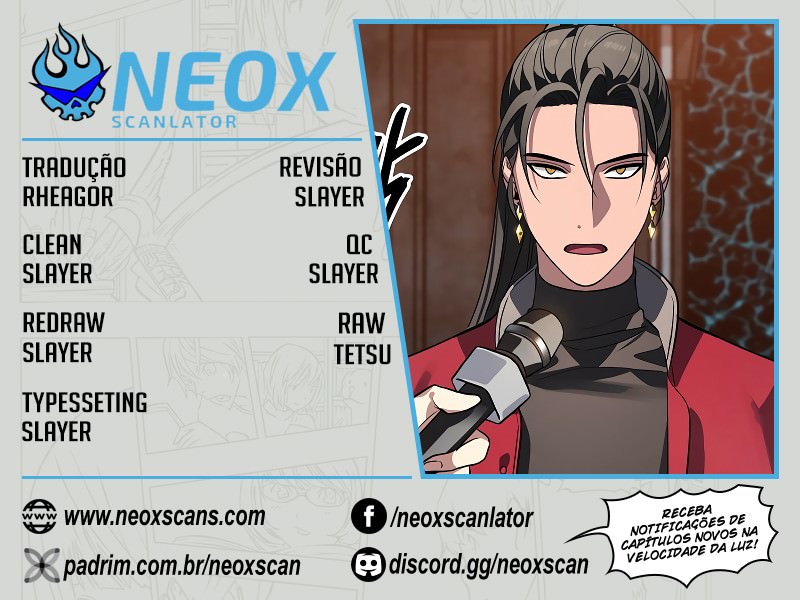 NEOX
SCANLATOR
TRADUÇÃO
RHEAGOR
REVISÃO
SLAYER
CLEAN
SLAYER
QC
SLAYER
REDRAW
SLAYER
RAW
TETSU
TYPESSETING
SLAYER
www.neoxscans.com
/neoxscanlator
padrim.com.br/neoxscan
discord.gg/neoxscan
RECEBA
NOTIFICAÇÕES DE
CAPÍTULOS NOVOS NA
VELOCIDADE DA LUZ!